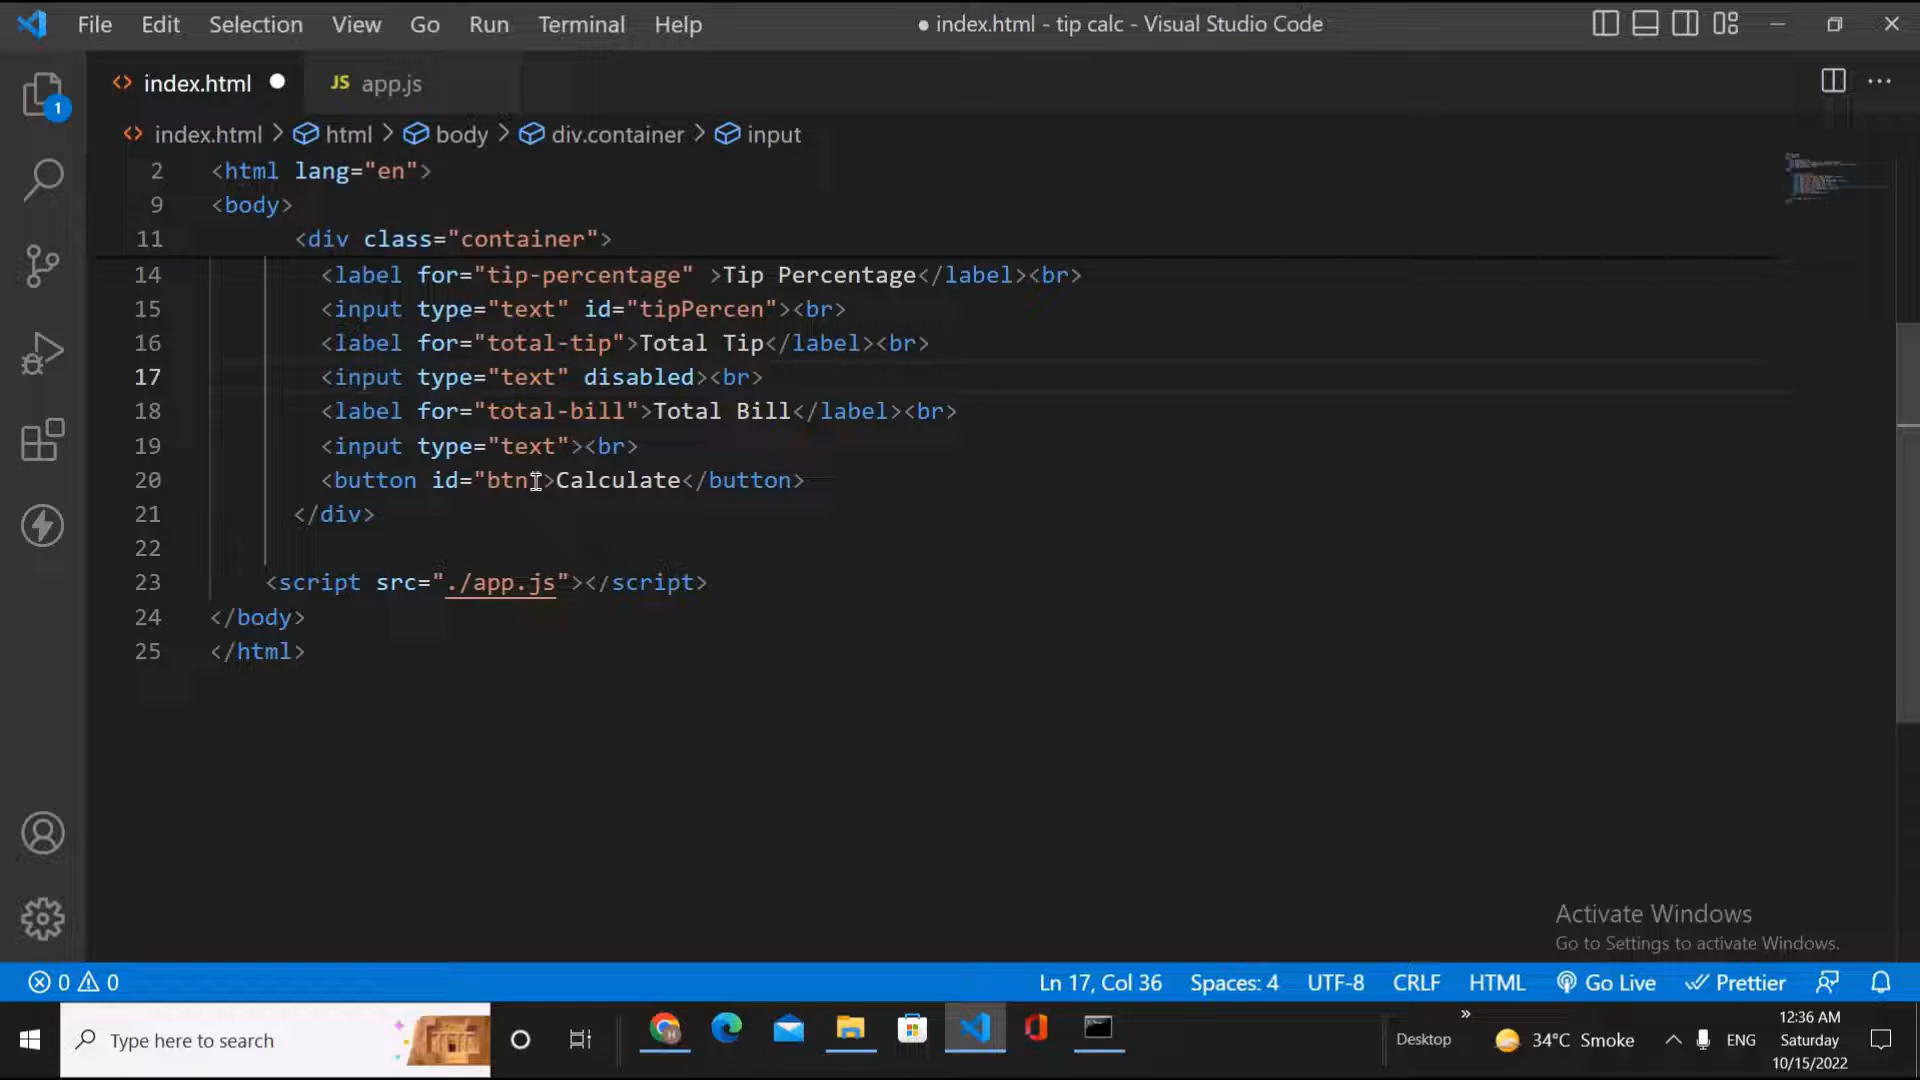 File Edit Selection View Go Run Terminal Help ● index.html - tip calc - Visual Studio Code
index.html JS app.js
1
index.html > html > body > div.container > input
2 <html lang="en">
9 <body>
11 <div class="container">
14 <label for="tip-percentage" >Tip Percentage</label><br>
15 <input type="text" id="tipPercen"><br>
16 <label for="total-tip">Total Tip</label><br>
17 <input type="text" disabled><br>
18 <label for="total-bill">Total Bill</label><br>
19 <input type="text"><br>
20 <button id="btn">Calculate</button>
21 </div>
22
23 <script src="./app.js"></script>
24 </body>
25 </html>
Activate Windows
Go to Settings to activate Windows.
0 0 Ln 17, Col 36 Spaces: 4 UTF-8 CRLF HTML Go Live Prettier
Type here to search Desktop » 34°C Smoke ENG 12:36 AM
Saturday
10/15/2022